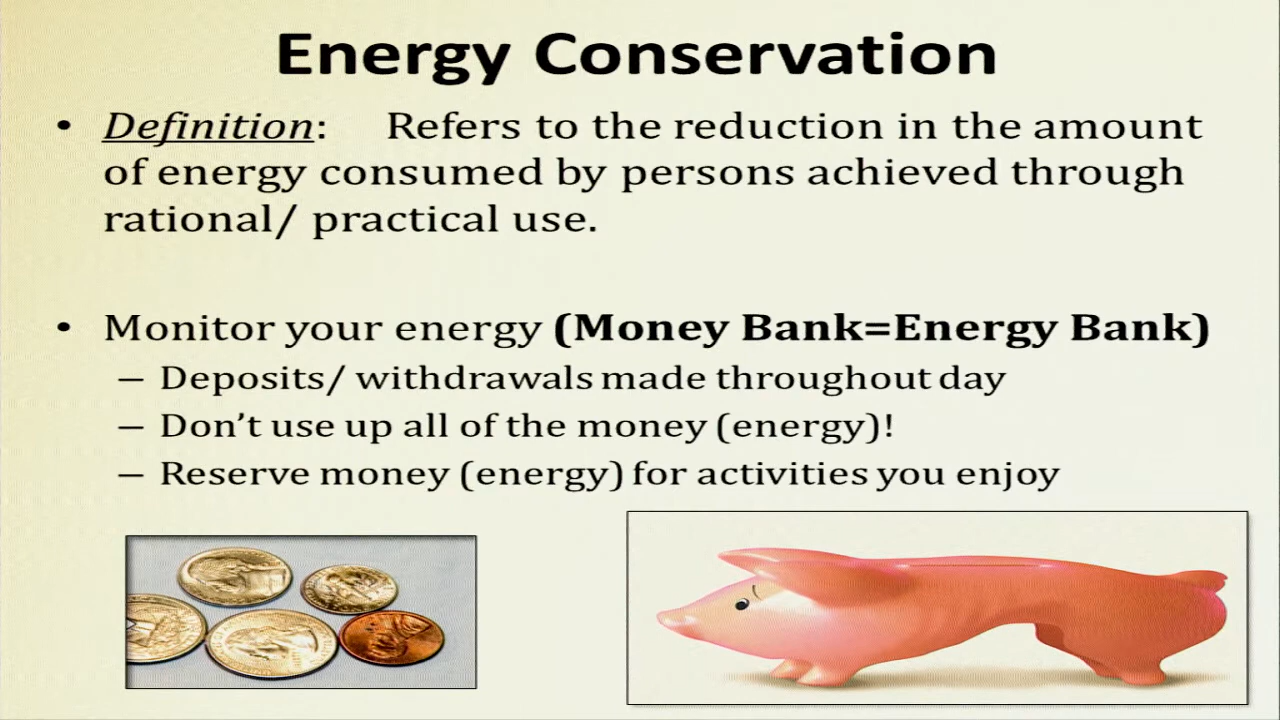 Energy Conservation
• Definition: Refers to the reduction in the amount
of energy consumed by persons achieved through
rational/ practical use.
• Monitor your energy (Money Bank=Energy Bank)
– Deposits/ withdrawals made throughout day
– Don't use up all of the money (energy)!
– Reserve money (energy) for activities you enjoy